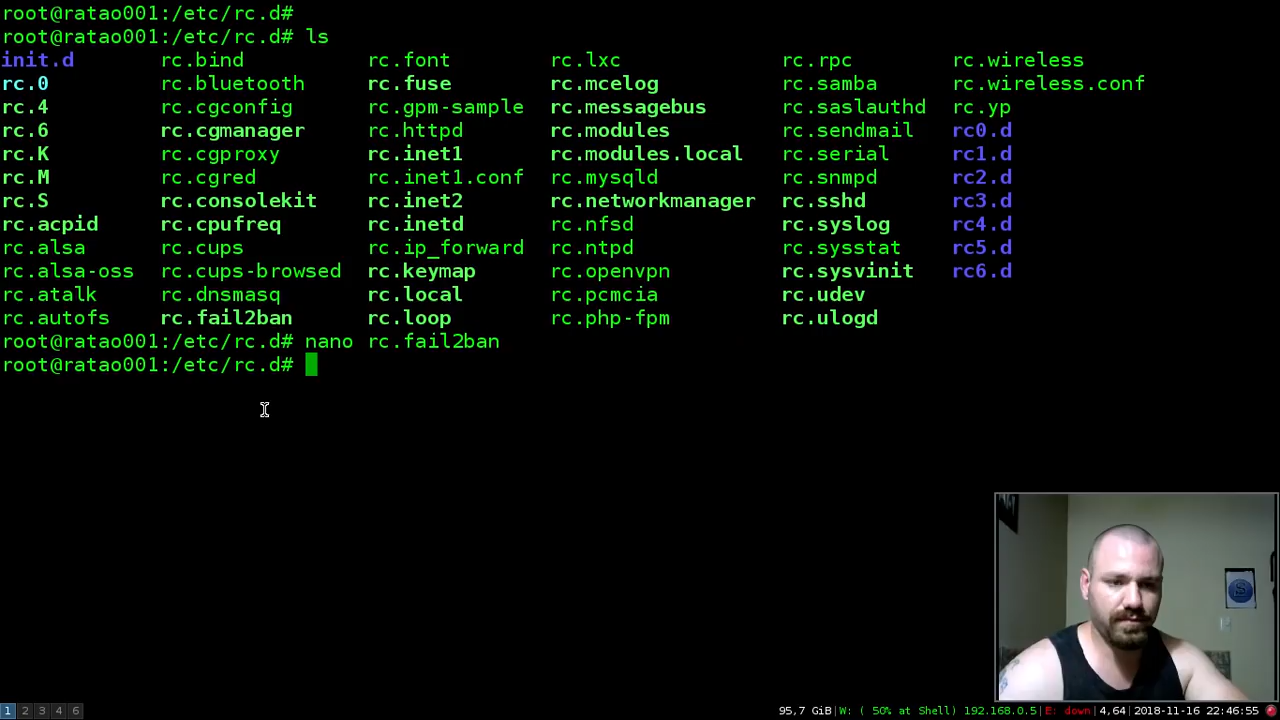 root@ratao001:/etc/rc.d#
root@ratao001:/etc/rc.d# ls
init.d rc.bind rc.font rc.lxc rc.rpc rc.wireless
rc.0 rc.bluetooth rc.fuse rc.mcelog rc.samba rc.wireless.conf
rc.4 rc.cgconfig rc.gpm-sample rc.messagebus rc.saslauthd rc.yp
rc.6 rc.cgmanager rc.httpd rc.modules rc.sendmail rc0.d
rc.K rc.cgproxy rc.inet1 rc.modules.local rc.serial rc1.d
rc.M rc.cgred rc.inet1.conf rc.mysqld rc.snmpd rc2.d
rc.S rc.consolekit rc.inet2 rc.networkmanager rc.sshd rc3.d
rc.acpid rc.cpufreq rc.inetd rc.nfsd rc.syslog rc4.d
rc.alsa rc.cups rc.ip_forward rc.ntpd rc.sysstat rc5.d
rc.alsa-oss rc.cups-browsed rc.keymap rc.openvpn rc.sysvinit rc6.d
rc.atalk rc.dnsmasq rc.local rc.pcmcia rc.udev
rc.autofs rc.fail2ban rc.loop rc.php-fpm rc.ulogd
root@ratao001:/etc/rc.d# nano rc.fail2ban
root@ratao001:/etc/rc.d#
1 2 3 4 6 95,7 GiB|W: ( 50% at Shell) 192.168.0.5|E: down|4,64|2018-11-16 22:46:55